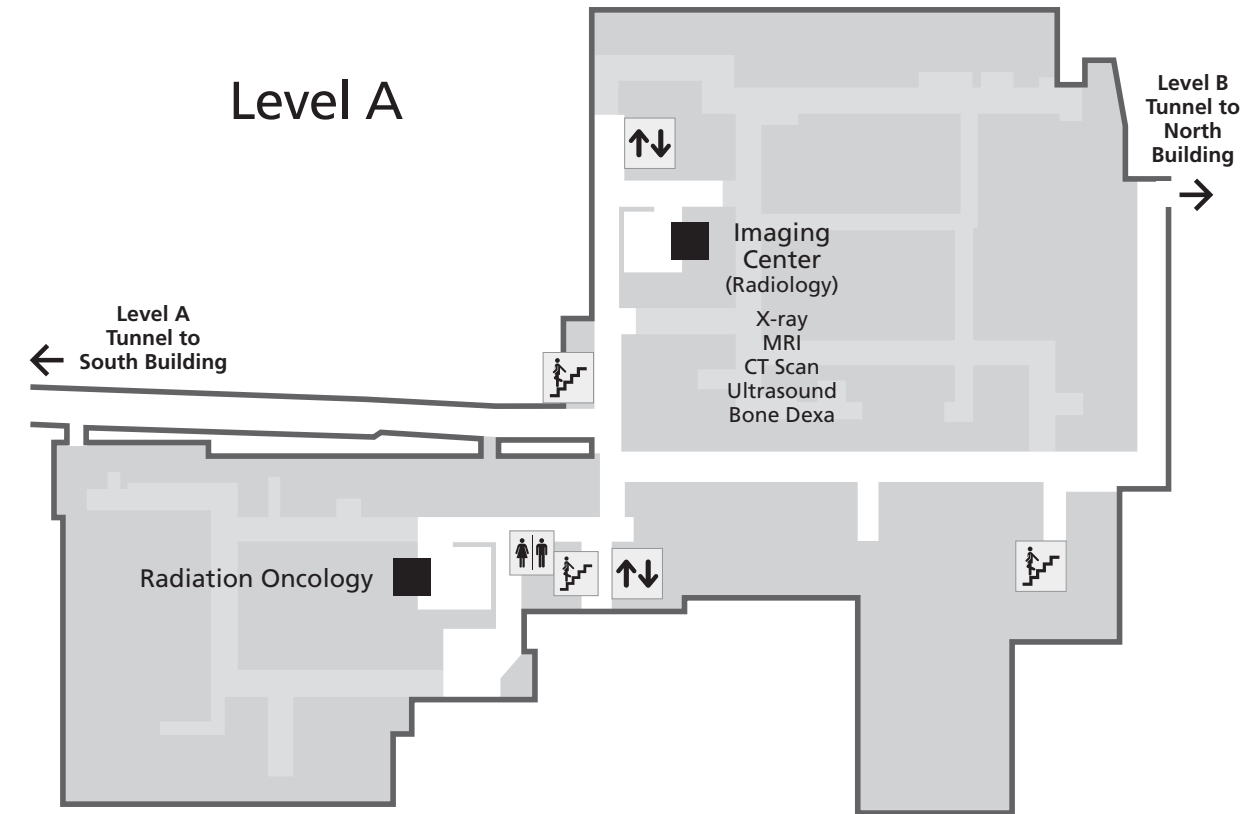 Level A
Level B
Tunnel to
North
Building
Imaging
Center
(Radiology)
X-ray
MRI
CT Scan
Ultrasound
Bone Dexa
Level A
Tunnel to
South Building
Radiation Oncology